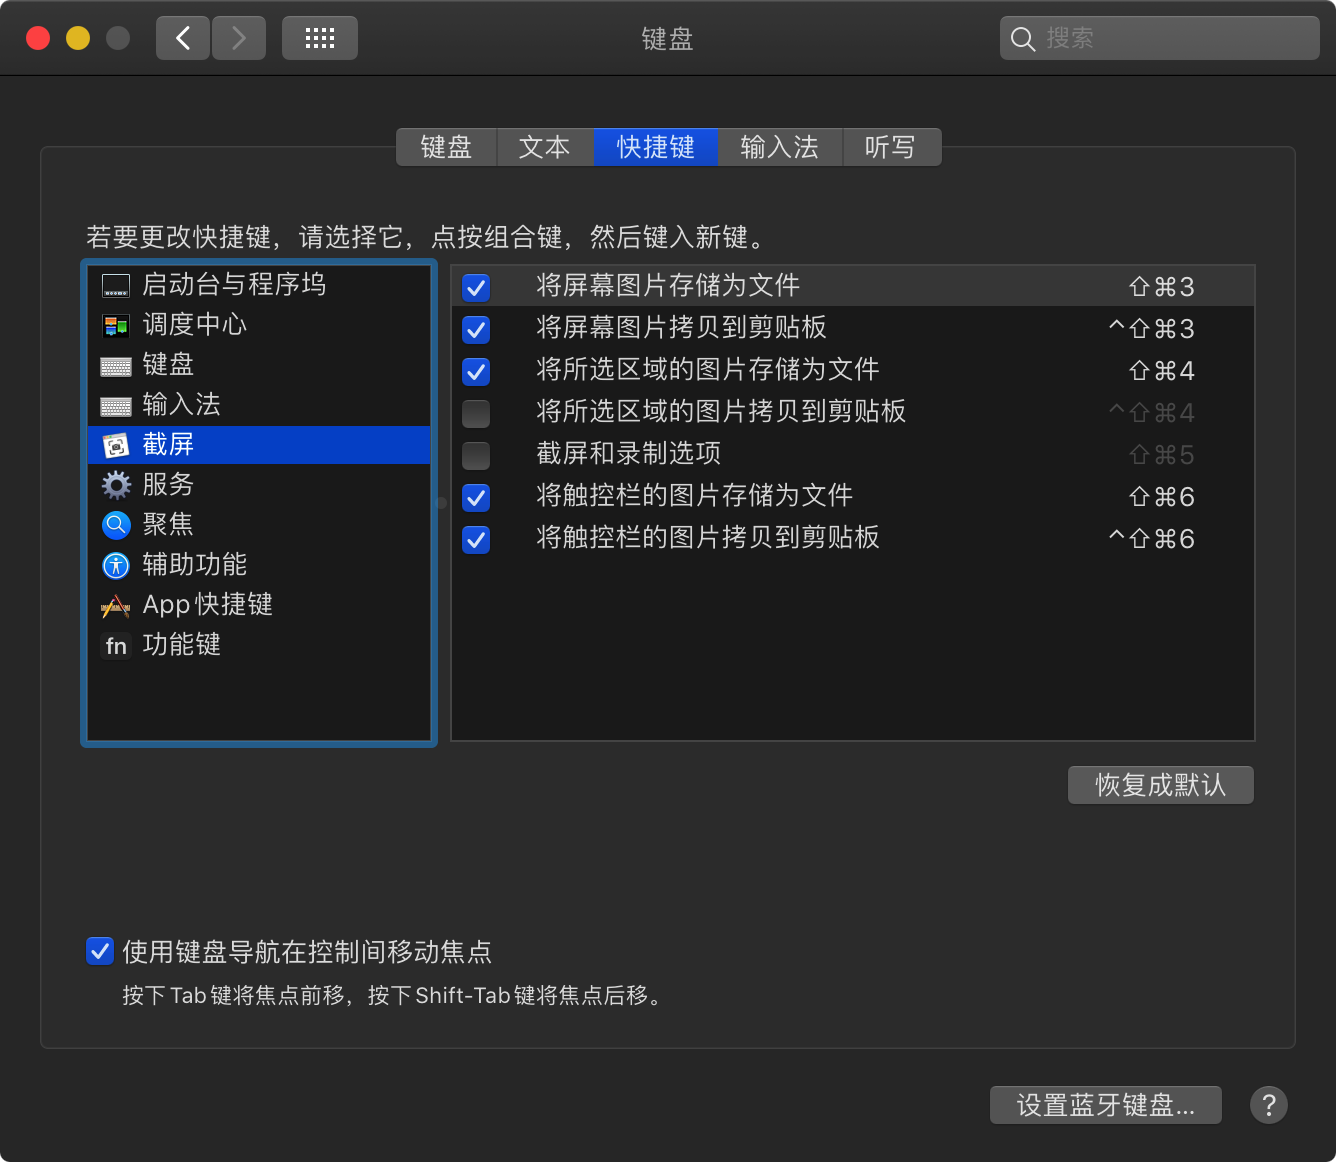 键盘
搜索
键盘 文本 快捷键 输入法 听写
若要更改快捷键，请选择它，点按组合键，然后键入新键。
启动台与程序坞
调度中心
键盘
输入法
截屏
服务
聚焦
辅助功能
App 快捷键
fn 功能键
将屏幕图片存储为文件 ⇧⌘3
将屏幕图片拷贝到剪贴板 ^⇧⌘3
将所选区域的图片存储为文件 ⇧⌘4
将所选区域的图片拷贝到剪贴板 ^⇧⌘4
截屏和录制选项 ⇧⌘5
将触控栏的图片存储为文件 ⇧⌘6
将触控栏的图片拷贝到剪贴板 ^⇧⌘6
恢复成默认
使用键盘导航在控制间移动焦点
按下 Tab 键将焦点前移，按下 Shift-Tab 键将焦点后移。
设置蓝牙键盘... ?